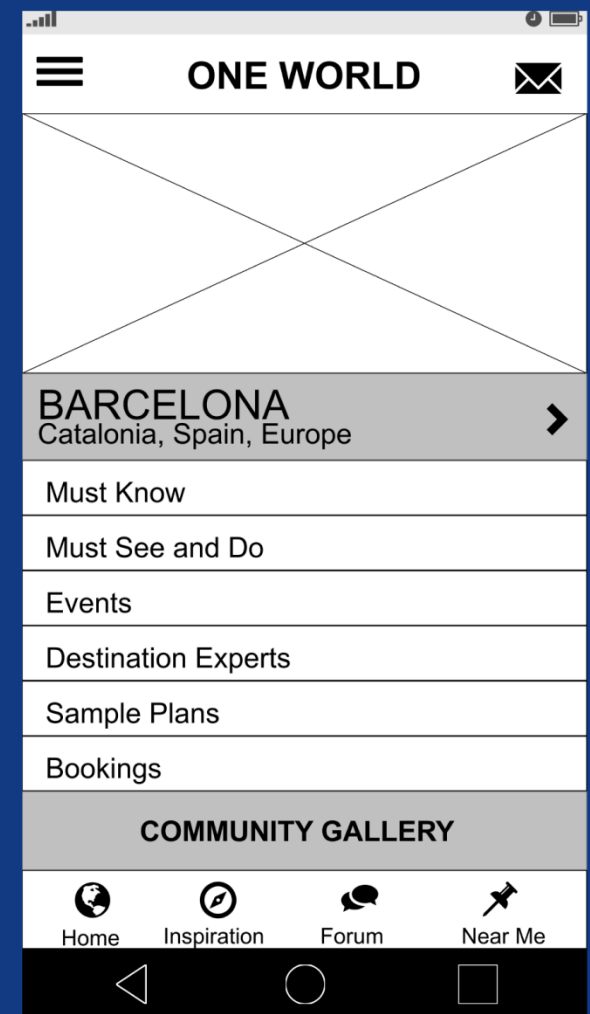 ONE WORLD
BARCELONA
Catalonia, Spain, Europe
Must Know
Must See and Do
Events
Destination Experts
Sample Plans
Bookings
COMMUNITY GALLERY
Home Inspiration Forum Near Me